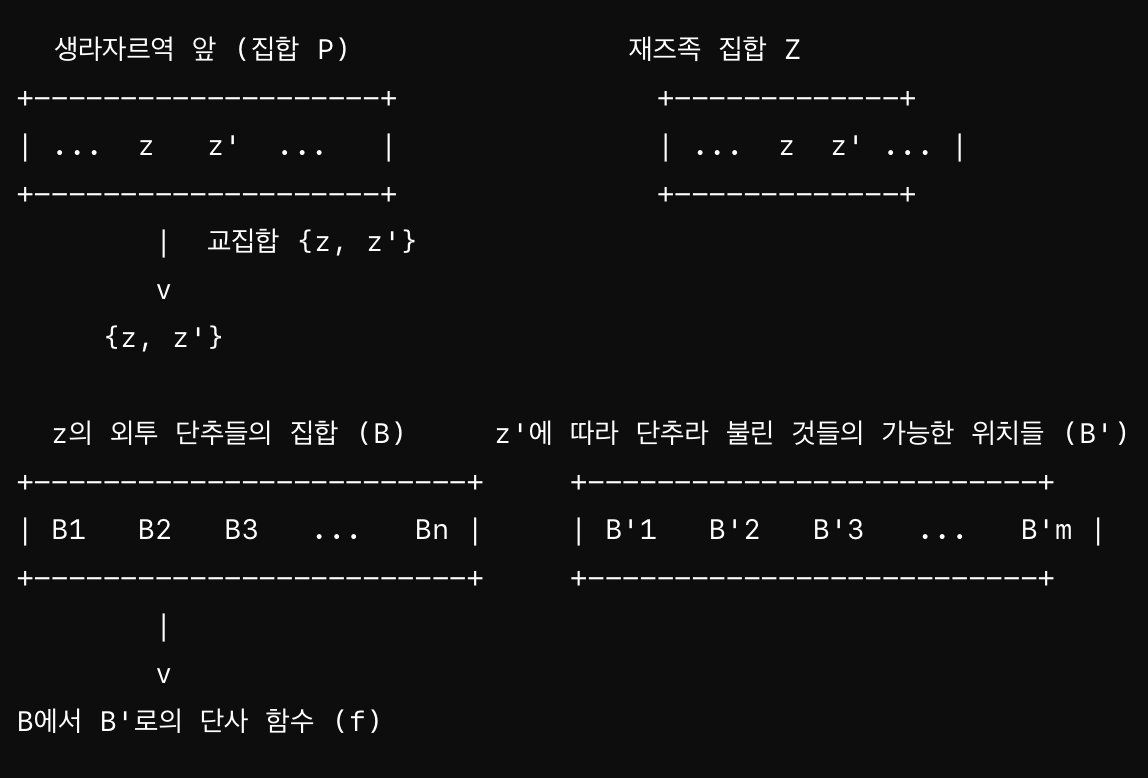 생라자르역 앞 (집합 P)                재즈족 집합 Z
+−−−−−−−−−−−−−−−−−−−−+               +−−−−−−−−−−−−−+
| ...  z   z'  ...   |               | ...  z  z' ... |
+−−−−−−−−−−−−−−−−−−−−+               +−−−−−−−−−−−−−+
|  교집합 {z, z'}
v
{z, z'}
z의 외투 단추들의 집합 (B)     z'에 따라 단추라 불린 것들의 가능한 위치들 (B')
+−−−−−−−−−−−−−−−−−−−−−−−−−+     +−−−−−−−−−−−−−−−−−−−−−−−−−−+
| B1   B2   B3   ...   Bn |     | B'1   B'2   B'3   ...   B'm |
+−−−−−−−−−−−−−−−−−−−−−−−−−+     +−−−−−−−−−−−−−−−−−−−−−−−−−−+
|
v
B에서 B'로의 단사 함수 (f)